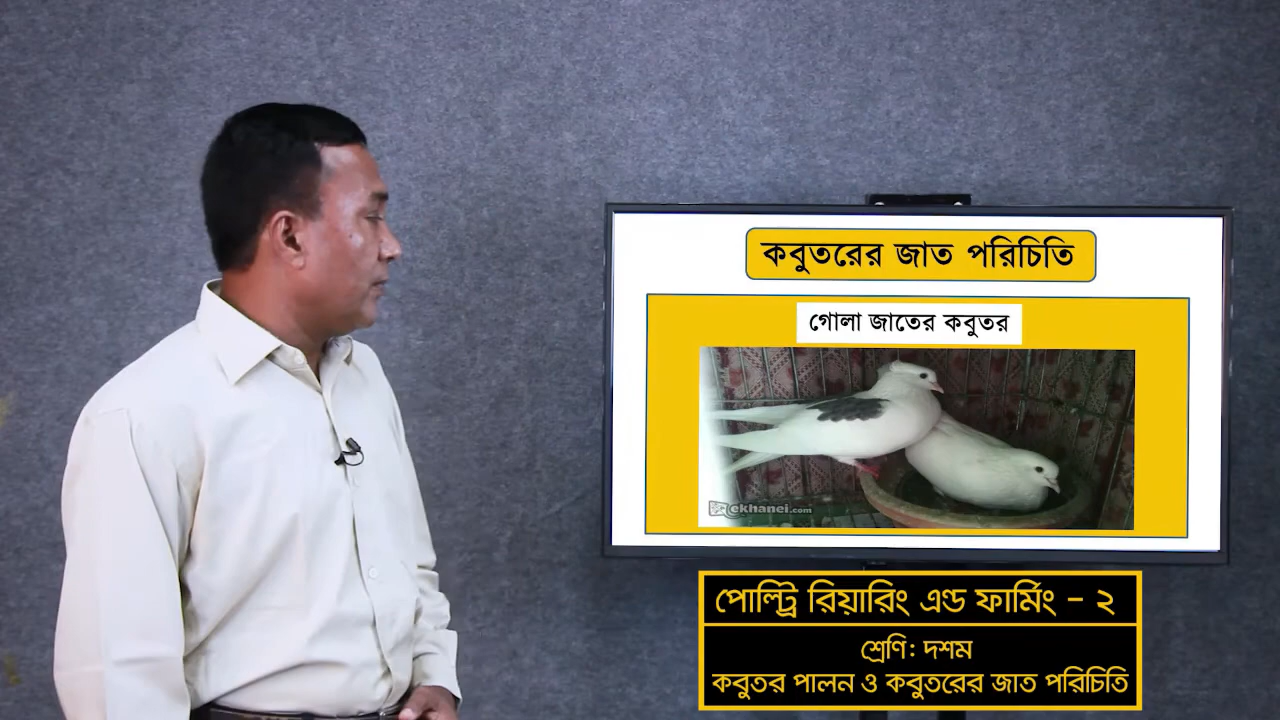 কবুতরের জাত পরিচিতি
গোলা জাতের কবুতর
ekhanei.com
পোল্ট্রি রিয়ারিং এন্ড ফার্মিং - ২
শ্রেণি: দশম
কবুতর পালন ও কবুতরের জাত পরিচিতি